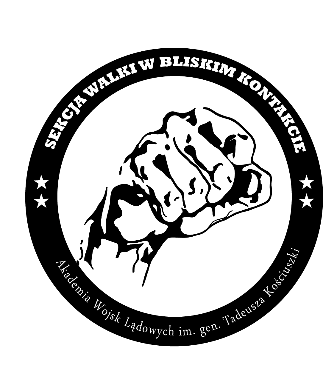 SEKCJA WALKI W BLISKIM KONTAKCIE
Akademia Wojsk Lądowych im. gen. Tadeusza Kościuszki